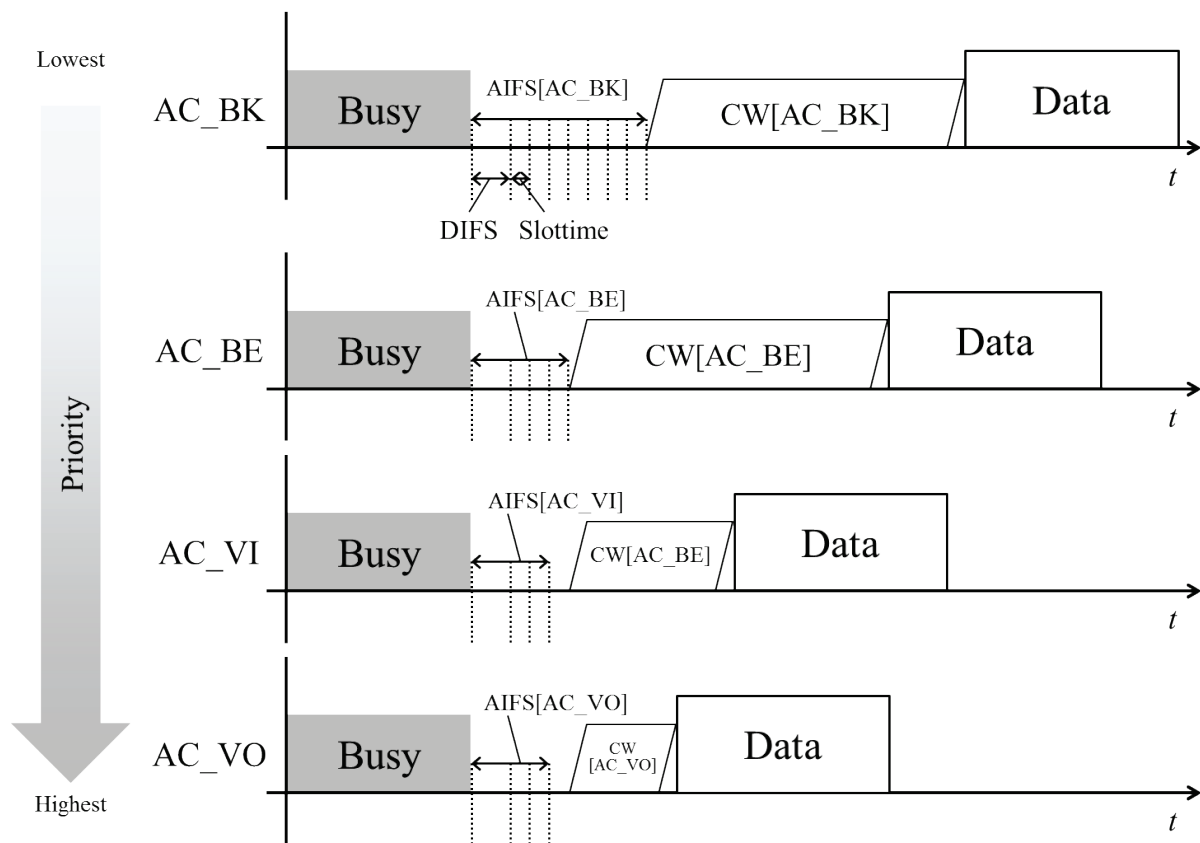 Lowest
Priority
Highest
AC_BK
Busy
AIFS[AC_BK]
CW[AC_BK]
Data
t
DIFS
Slottime
AC_BE
Busy
AIFS[AC_BE]
CW[AC_BE]
Data
t
AC_VI
Busy
AIFS[AC_VI]
CW[AC_BE]
Data
t
AC_VO
Busy
AIFS[AC_VO]
CW
[AC_VO]
Data
t